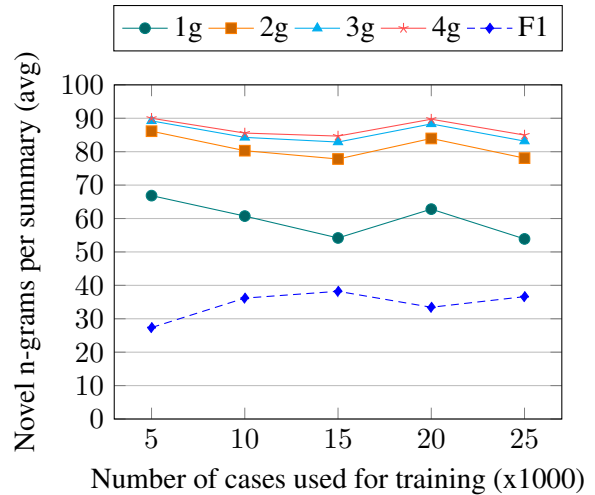 1g 2g 3g 4g F1
Novel n-grams per summary (avg)
100
90
80
70
60
50
40
30
20
10
0
5 10 15 20 25
Number of cases used for training (x1000)